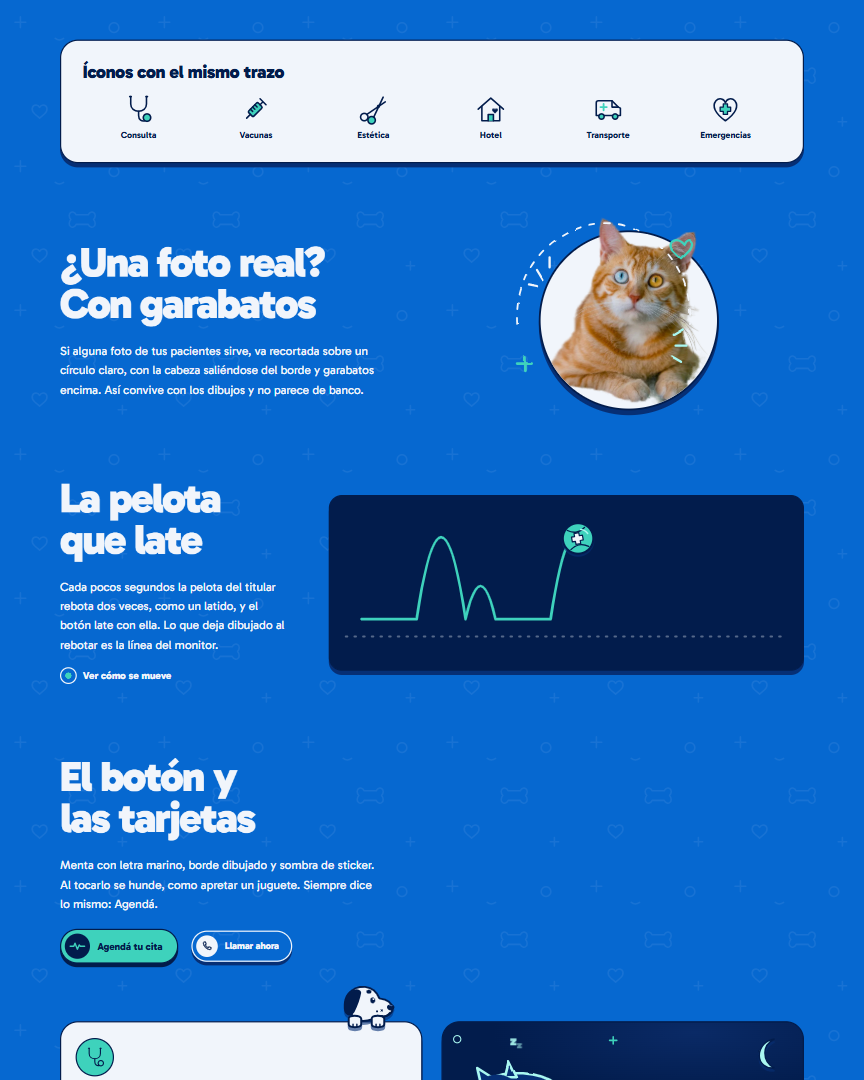 Íconos con el mismo trazo
Consulta
Vacunas
Estética
Hotel
Transporte
Emergencias
¿Una foto real?
Con garabatos
Si alguna foto de tus pacientes sirve, va recortada sobre un
círculo claro, con la cabeza saliéndose del borde y garabatos
encima. Así convive con los dibujos y no parece de banco.
La pelota
que late
Cada pocos segundos la pelota del titular
rebota dos veces, como un latido, y el
botón late con ella. Lo que deja dibujado al
rebotar es la línea del monitor.
Ver cómo se mueve
El botón y
las tarjetas
Menta con letra marino, borde dibujado y sombra de sticker.
Al tocarlo se hunde, como apretar un juguete. Siempre dice
lo mismo: Agendá.
Agendá tu cita
Llamar ahora
zz